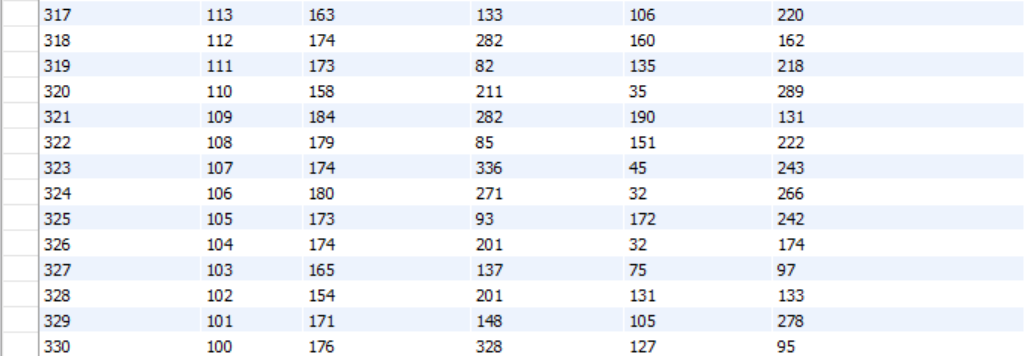 317 113 163 133 106 220
318 112 174 282 160 162
319 111 173 82 135 218
320 110 158 211 35 289
321 109 184 282 190 131
322 108 179 85 151 222
323 107 174 336 45 243
324 106 180 271 32 266
325 105 173 93 172 242
326 104 174 201 32 174
327 103 165 137 75 97
328 102 154 201 131 133
329 101 171 148 105 278
330 100 176 328 127 95